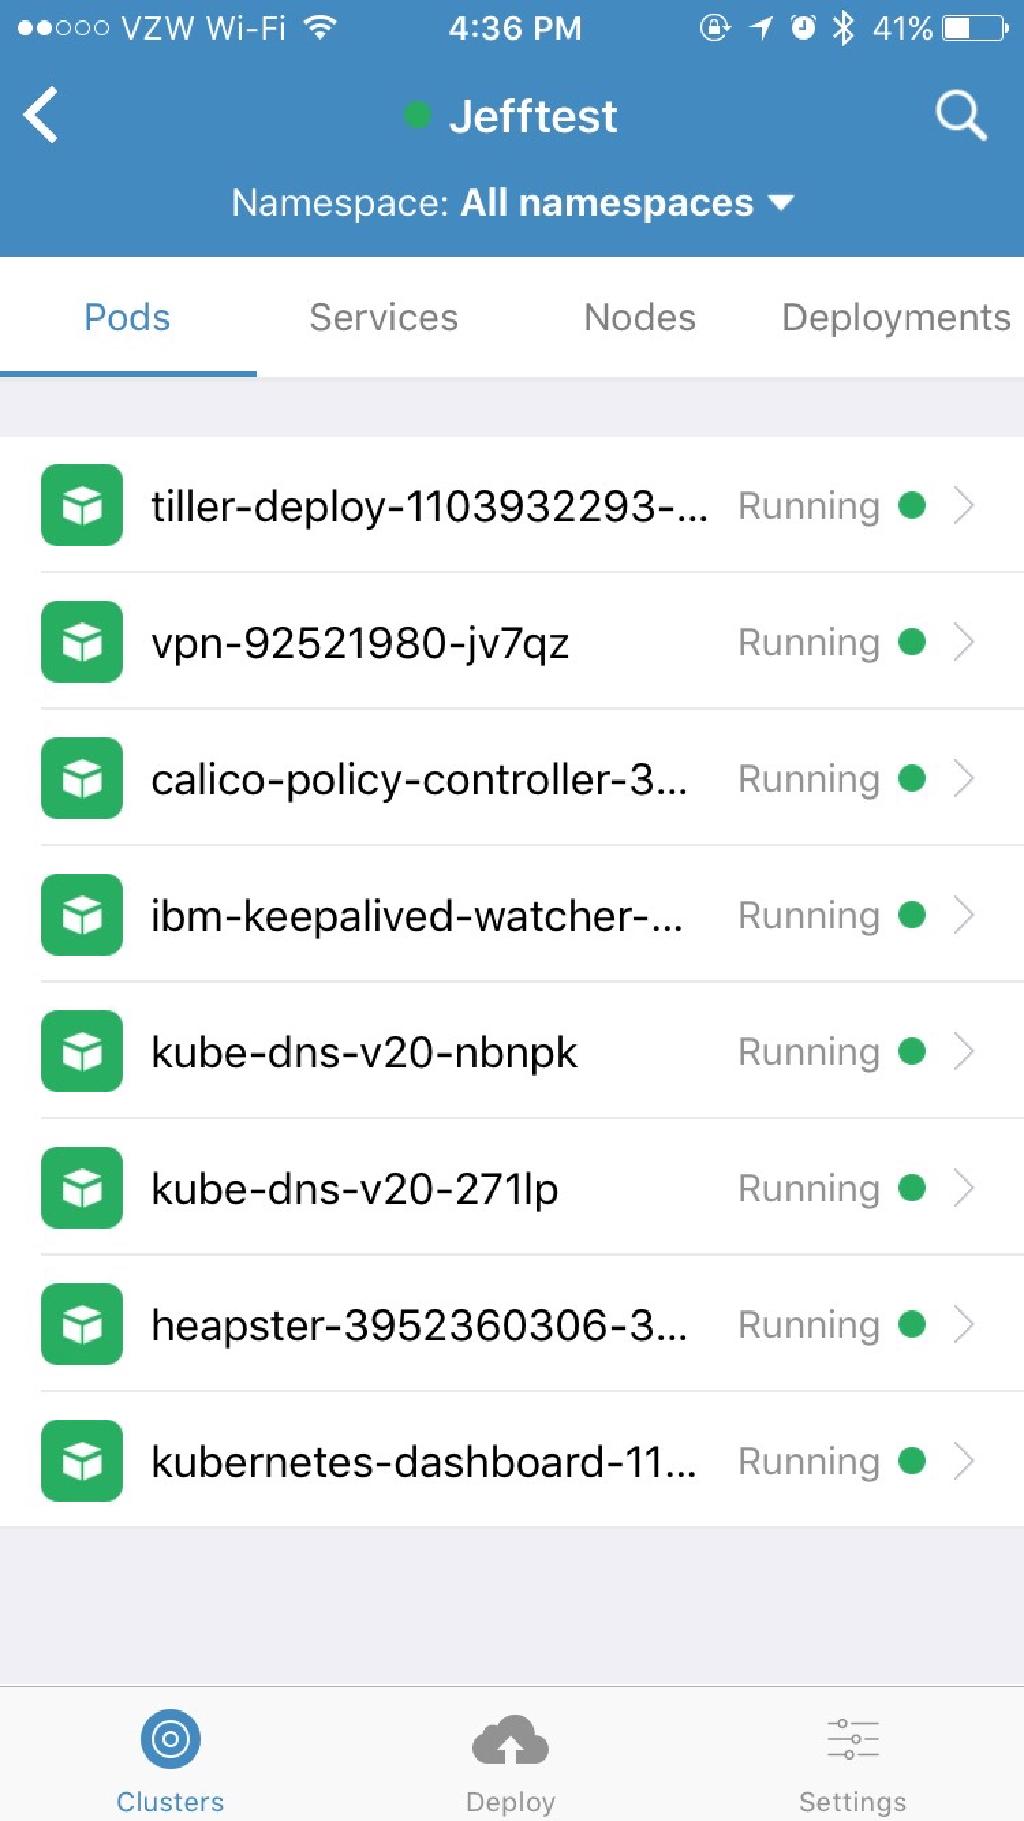 VZW Wi-Fi 4:36 PM 41%
Jefftest
Namespace: All namespaces
Pods Services Nodes Deployments
tiller-deploy-1103932293-... Running
vpn-92521980-jv7qz Running
calico-policy-controller-3... Running
ibm-keepalived-watcher-... Running
kube-dns-v20-nbnpk Running
kube-dns-v20-271lp Running
heapster-3952360306-3... Running
kubernetes-dashboard-11... Running
Clusters Deploy Settings